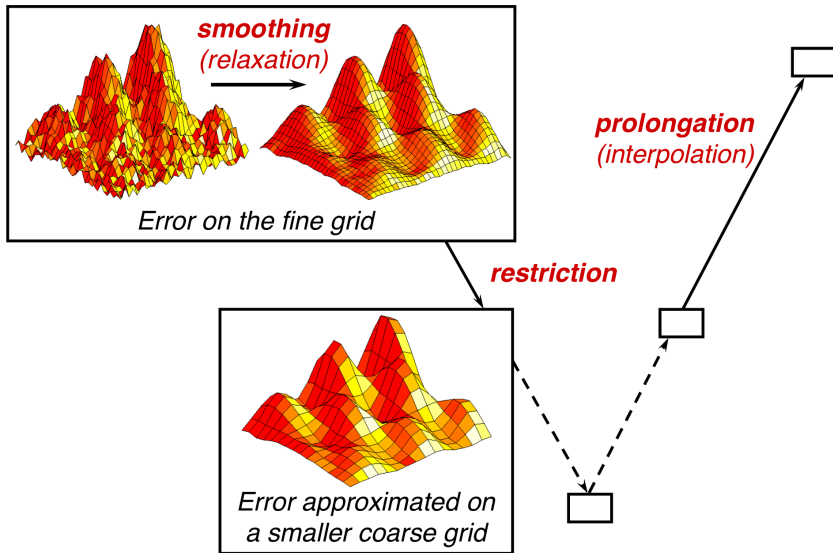 smoothing
(relaxation)
Error on the fine grid
prolongation
(interpolation)
restriction
Error approximated on
a smaller coarse grid